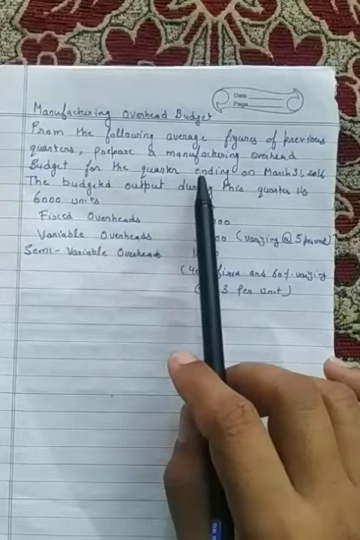 Date
Page
Manufacturing Overhead Budget
From the following average figures of previous
quarters, prepare a manufacturing overhead
Budget for the quarter ending on March 31, 2016
The budgeted output during this quarter is
6000 units
Fixed Overheads
Variable Overheads (varying @ 5 per unit)
Semi-Variable Overheads
fixed and 60% varying
3 per unit)